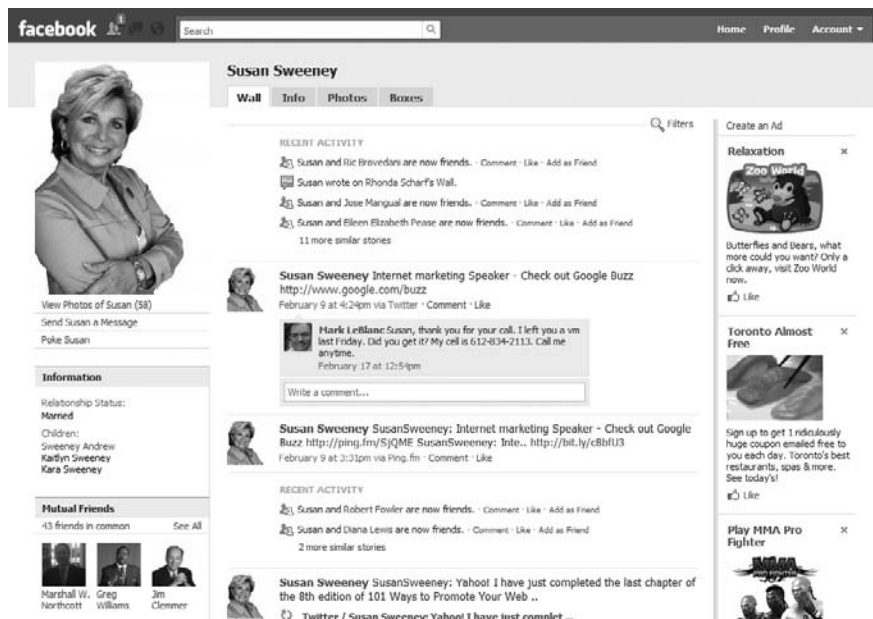 facebook
1
Search
Home Profile Account
Susan Sweeney
Wall Info Photos Boxes
Filters
RECENT ACTIVITY
Susan and Ric Brovedani are now friends. · Comment · Like · Add as Friend
Susan wrote on Rhonda Scharf's Wall.
Susan and Jose Mangual are now friends. · Comment · Like · Add as Friend
Susan and Eileen Elizabeth Pease are now friends. · Comment · Like · Add as Friend
11 more similar stories
Susan Sweeney Internet marketing Speaker - Check out Google Buzz
http://www.google.com/buzz
February 9 at 4:24pm via Twitter · Comment · Like
Mark LeBlanc Susan, thank you for your call. I left you a vm
last Friday. Did you get it? My cell is 612-834-2113. Call me
anytime.
February 17 at 12:54pm
Write a comment...
Susan Sweeney SusanSweeney: Internet marketing Speaker - Check out Google
Buzz http://ping.fm/SjQME SusanSweeney: Inte.. http://bit.ly/cBbfU3
February 9 at 3:31pm via Ping.fm · Comment · Like
RECENT ACTIVITY
Susan and Robert Fowler are now friends. · Comment · Like · Add as Friend
Susan and Diana Lewis are now friends. · Comment · Like · Add as Friend
2 more similar stories
Susan Sweeney SusanSweeney: Yahoo! I have just completed the last chapter of
the 8th edition of 101 Ways to Promote Your Web ..
Twitter / Susan Sweeney: Yahoo! I have just complet ...
View Photos of Susan (58)
Send Susan a Message
Poke Susan
Information
Relationship Status:
Married
Children:
Sweeney Andrew
Kaitlyn Sweeney
Kara Sweeney
Mutual Friends
43 friends in common See All
Marshall W. Northcott
Greg Williams
Jim Clemmer
Create an Ad
Relaxation ×
Zoo World
Butterflies and Bears, what
more could you want? Only a
click away, visit Zoo World
now.
Like
Toronto Almost ×
Free
Sign up to get 1 ridiculously
huge coupon emailed free to
you each day. Toronto's best
restaurants, spas & more.
See today's!
Like
Play MMA Pro ×
Fighter
MMA
PRO FIGHTER